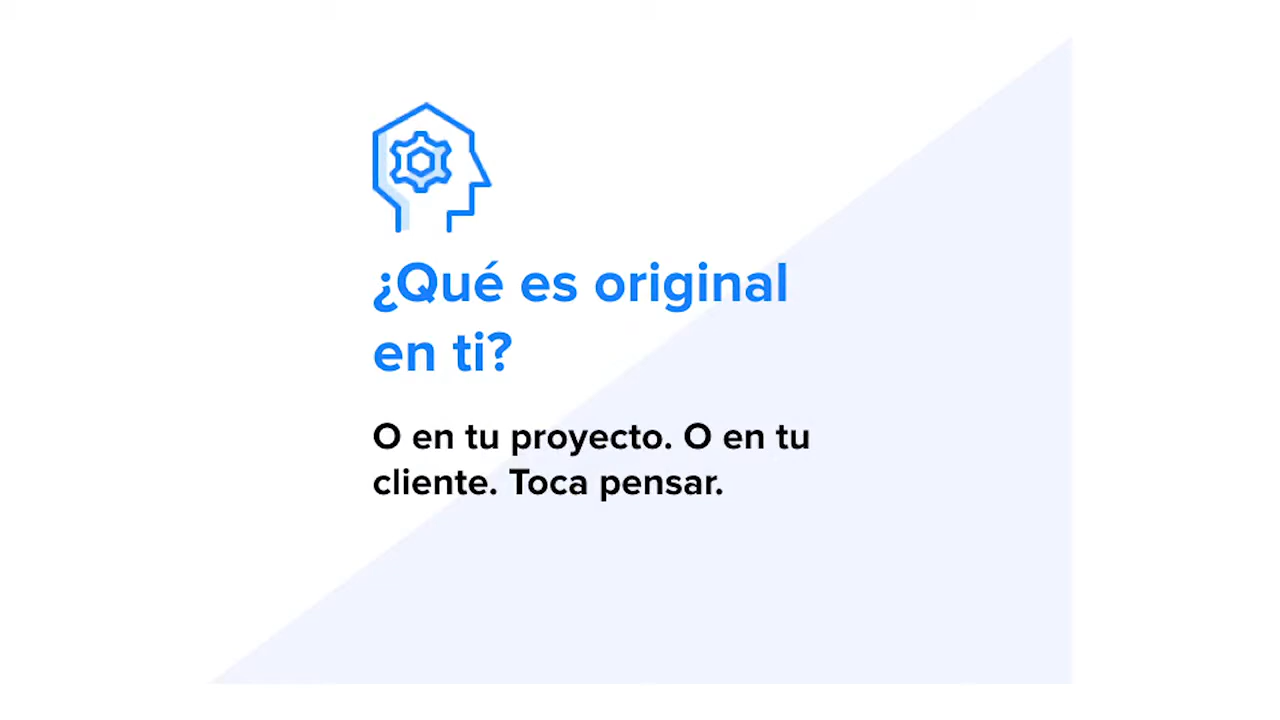 ¿Qué es original
en ti?
O en tu proyecto. O en tu
cliente. Toca pensar.